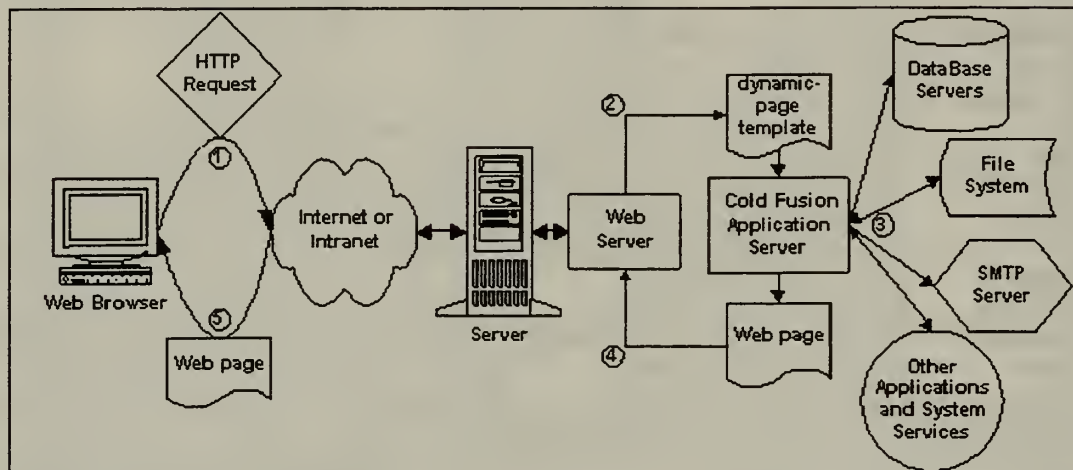 HTTP
Request
①
Web Browser
⑤
Web page
Internet or
Intranet
Server
Web
Server
②
dynamic-
page
template
Cold Fusion
Application
Server
④
Web page
③
DataBase
Servers
File
System
SMTP
Server
Other
Applications
and System
Services